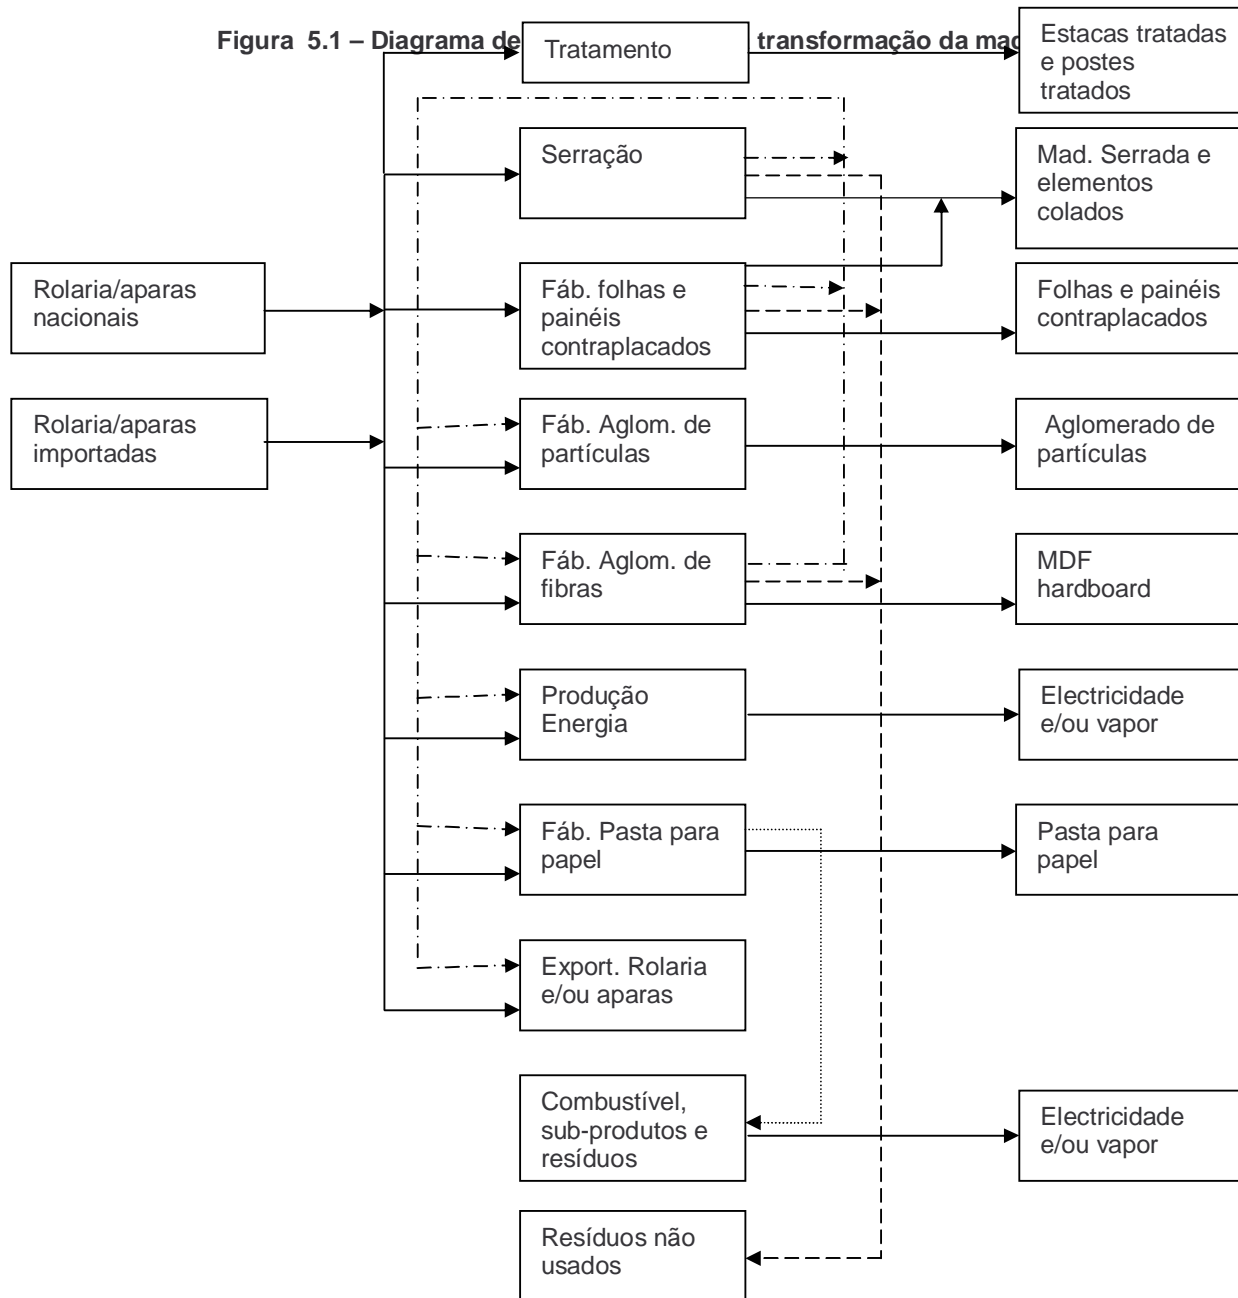 Figura 5.1 – Diagrama de transformação da
Tratamento
Estacas tratadas
e postes
tratados
Serração
Mad. Serrada e
elementos
colados
Rolaria/aparas
nacionais
Fáb. folhas e
painéis
contraplacados
Folhas e painéis
contraplacados
Rolaria/aparas
importadas
Fáb. Aglom. de
partículas
Aglomerado de
partículas
Fáb. Aglom. de
fibras
MDF
hardboard
Produção
Energia
Electricidade
e/ou vapor
Fáb. Pasta para
papel
Pasta para
papel
Export. Rolaria
e/ou aparas
Combustível,
sub-produtos e
resíduos
Electricidade
e/ou vapor
Resíduos não
usados